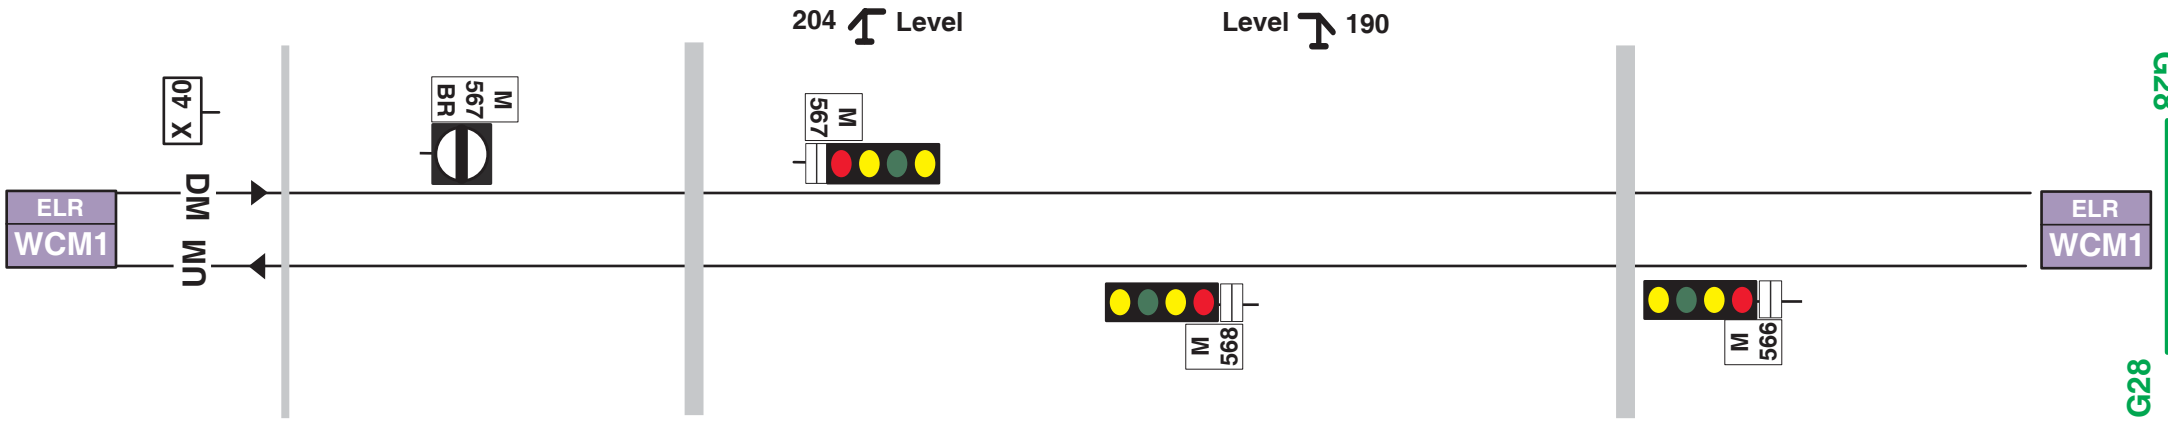 204 Level
Level 190
G28
X 40
M
567
BR
M
567
ELR
WCM1
DM
UM
ELR
WCM1
M
568
M
566
G28